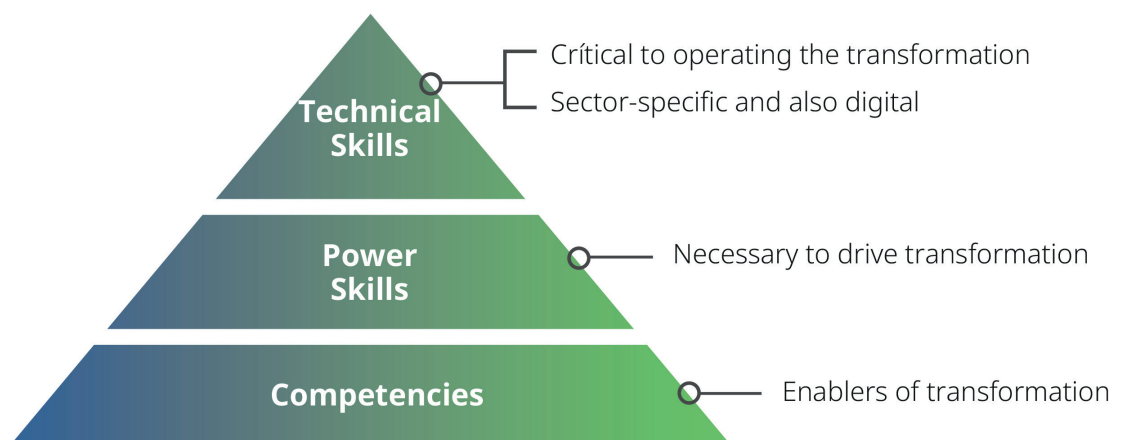 Crítical to operating the transformation
Sector-specific and also digital
Technical
Skills
Power
Skills
Necessary to drive transformation
Competencies
Enablers of transformation